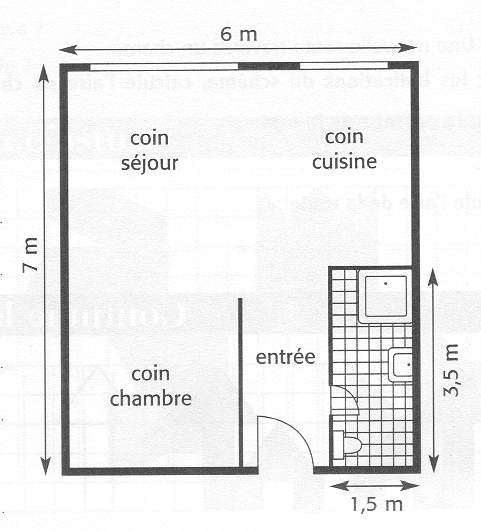 6 m
coin
séjour
coin
cuisine
7 m
entrée
coin
chambre
3,5 m
1,5 m